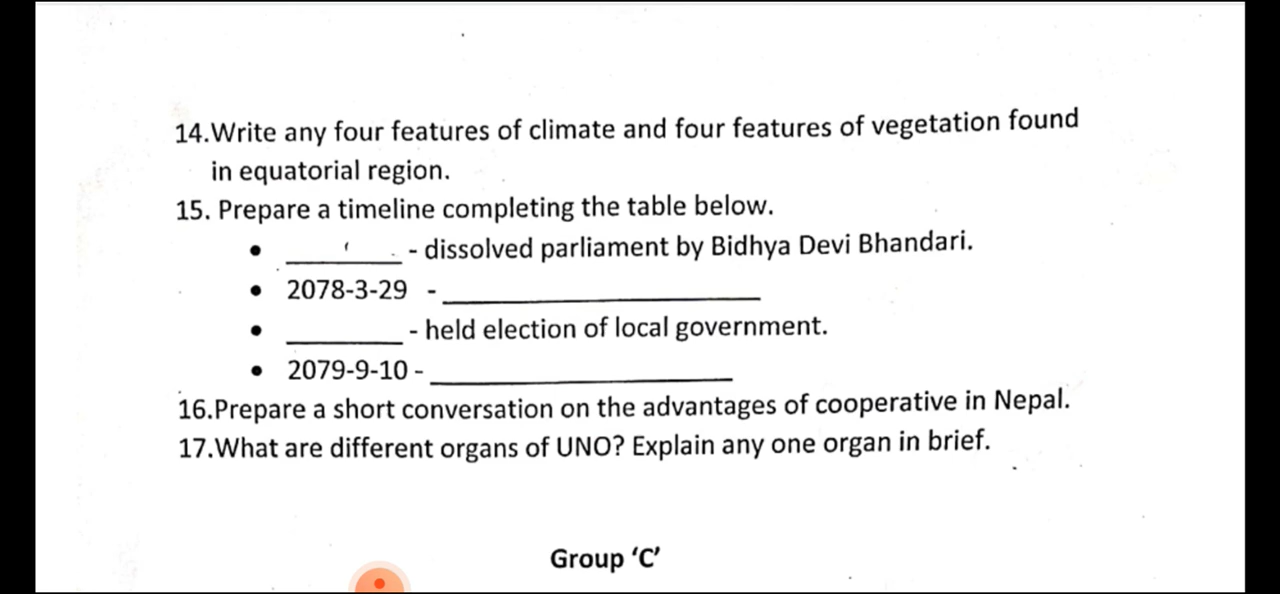 14.Write any four features of climate and four features of vegetation found
in equatorial region.
15. Prepare a timeline completing the table below.
• ________ - dissolved parliament by Bidhya Devi Bhandari.
• 2078-3-29 - ______________________
• ________ - held election of local government.
• 2079-9-10 - _____________________
16.Prepare a short conversation on the advantages of cooperative in Nepal.
17.What are different organs of UNO? Explain any one organ in brief.
Group ‘C’